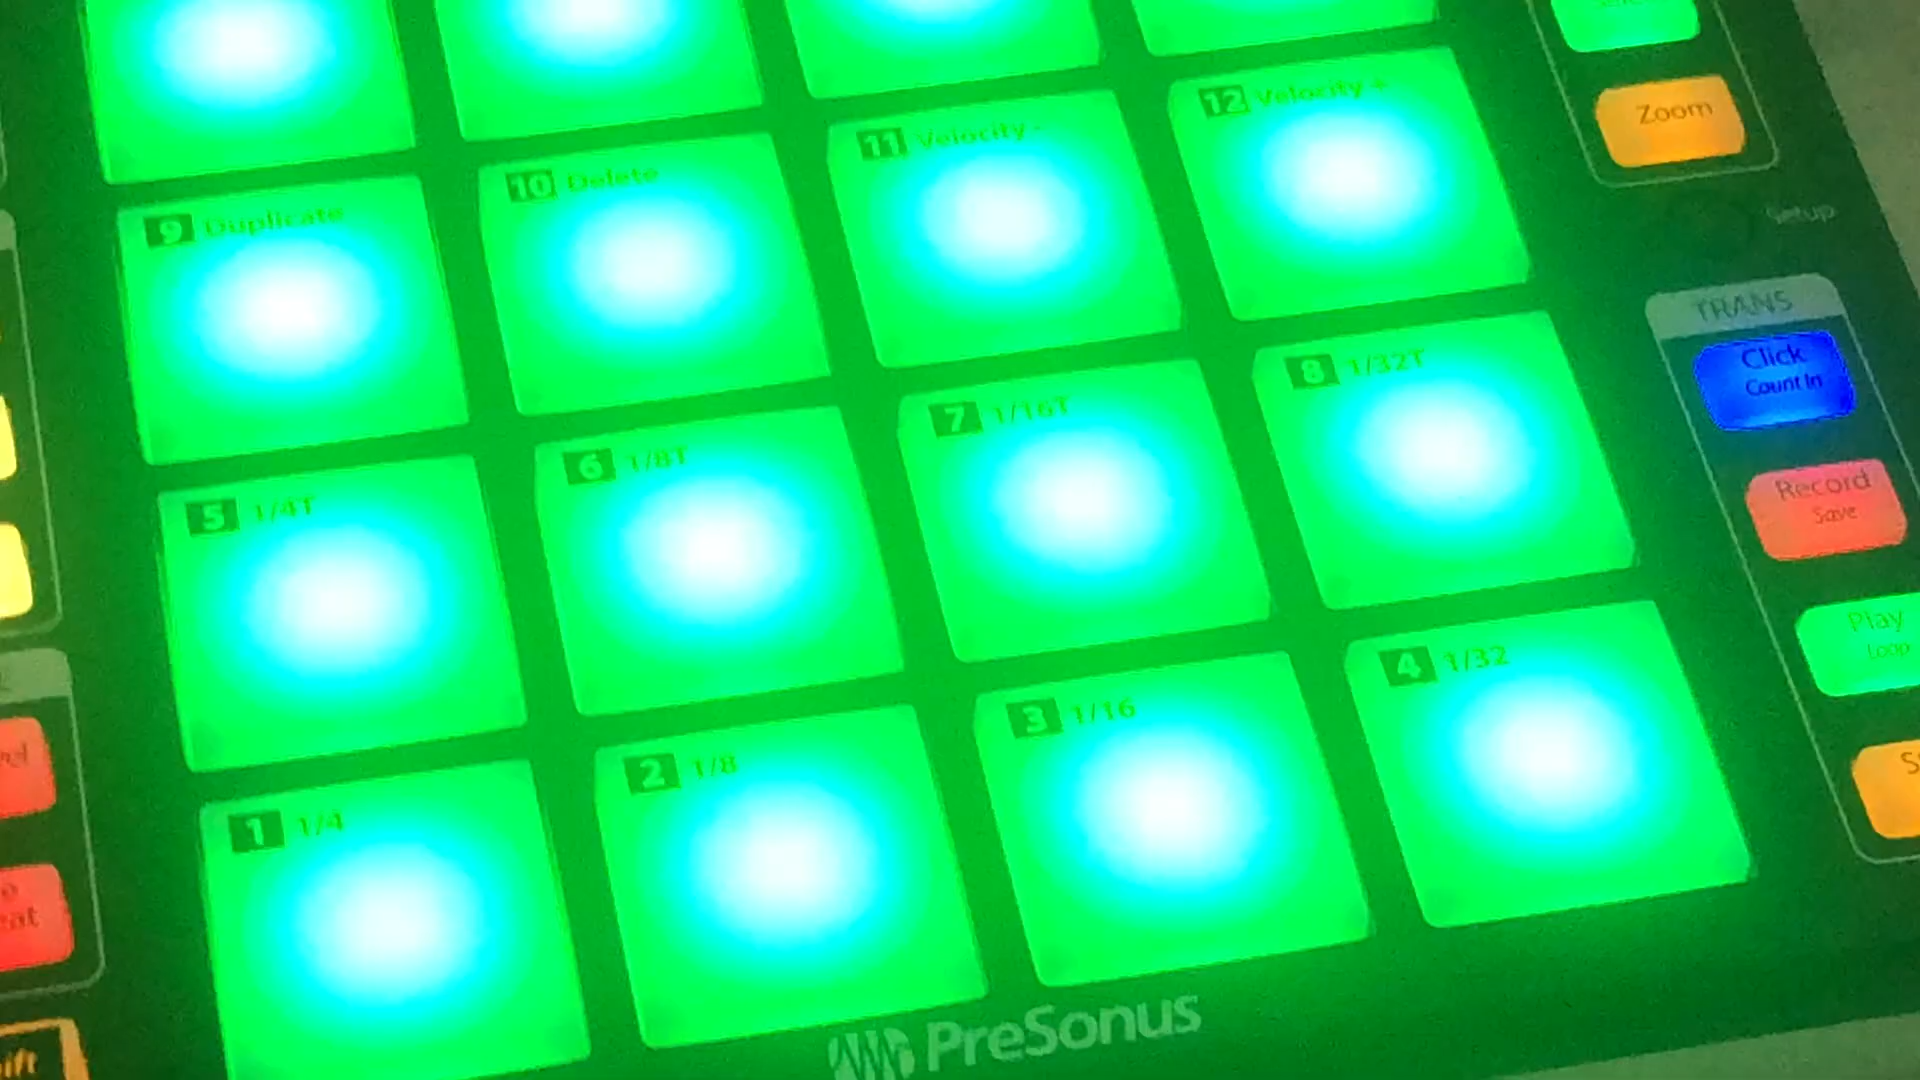 Zoom
12 Velocity +
11 Velocity -
10 Delete
9 Duplicate
Setup
TRANS
Click
Count In
8 1/32T
7 1/16T
6 1/8T
5 1/4T
Record
Save
Play
Loop
4 1/32
3 1/16
2 1/8
1 1/4
PreSonus